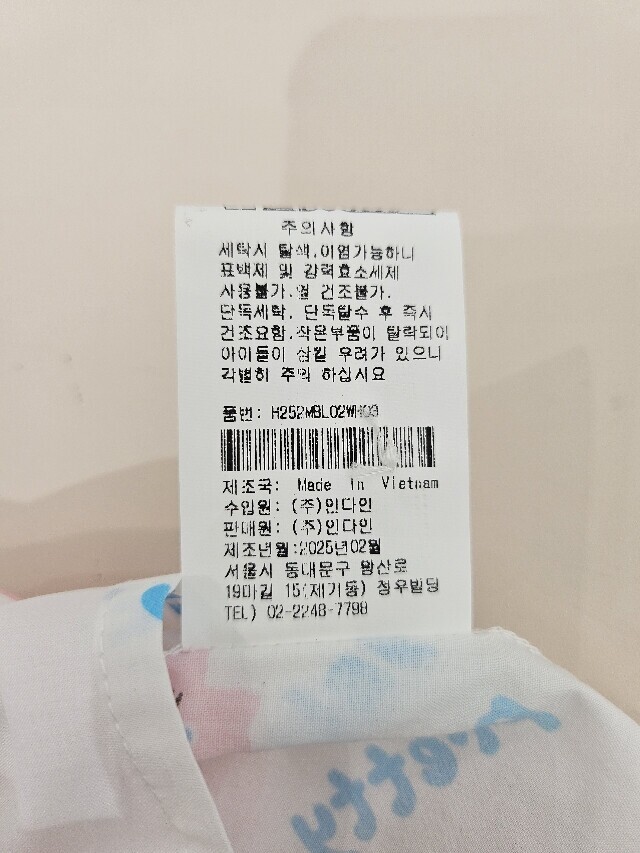 주의사항
세탁시 탈색.이염가능하니
표백제 및 강력효소세제
사용불가.열 건조불가.
단독세탁, 단독탈수 후 즉시
건조요함.작은부품이 탈락되어
아이들이 삼킬 우려가 있으니
각별히 주의 하십시요
품번: H252MBL02WH09
제조국: Made in Vietnam
수입원: (주)인다인
판매원: (주)인다인
제조년월:2025년02월
서울시 동대문구 왕산로
19마길 15(제기동) 청우빌딩
TEL) 02-2248-7798